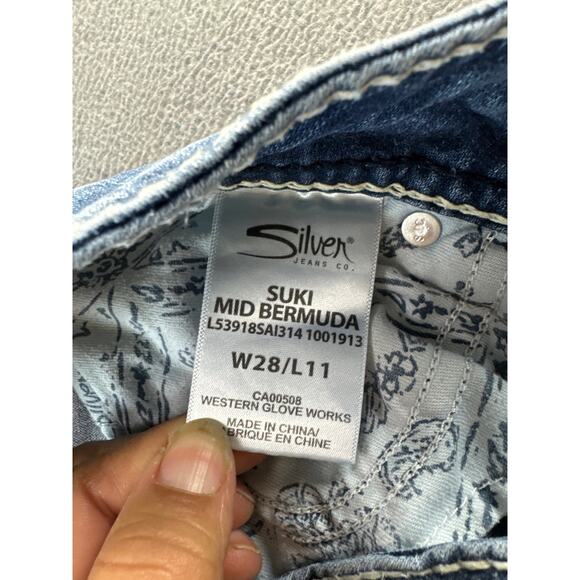 Silver®
JEANS CO.
SUKI
MID BERMUDA
L53918SAI314 1001913
W28/L11
CA00508
WESTERN GLOVE WORKS
MADE IN CHINA/
FABRIQUÉ EN CHINE